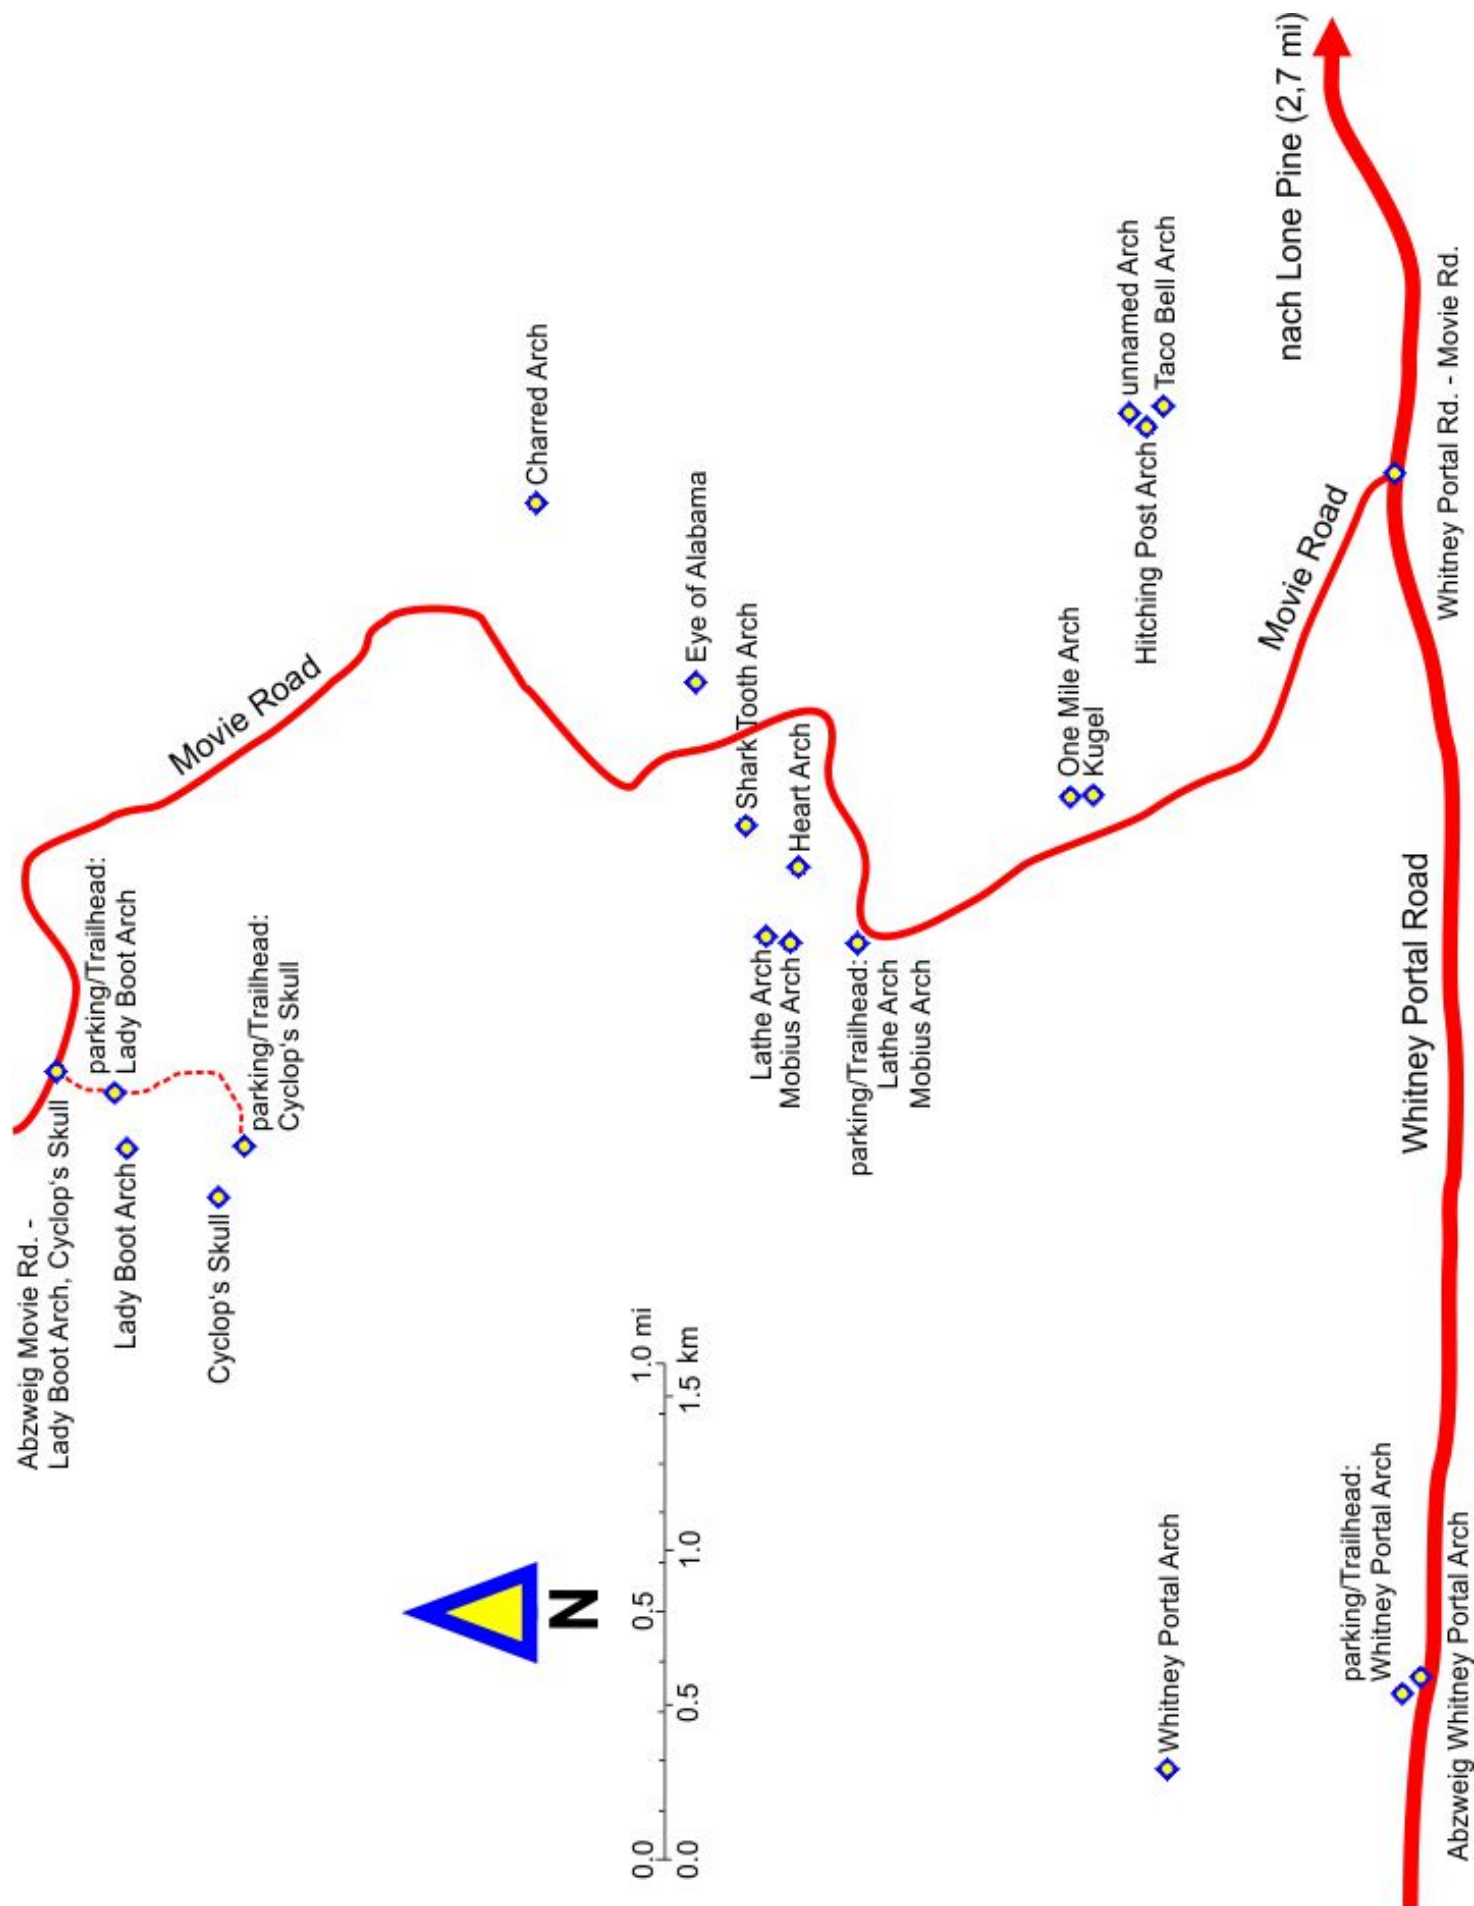 Abzweig Movie Rd. -
Lady Boot Arch, Cyclop's Skull
parking/Trailhead:
Lady Boot Arch
Lady Boot Arch
Cyclop's Skull
parking/Trailhead:
Cyclop's Skull
Movie Road
Charred Arch
Eye of Alabama
Shark Tooth Arch
Heart Arch
Lathe Arch
Mobius Arch
parking/Trailhead:
Lathe Arch
Mobius Arch
N
0.0 0.5 1.0 mi
0.0 0.5 1.0 1.5 km
One Mile Arch
Kugel
unnamed Arch
Hitching Post Arch
Taco Bell Arch
Whitney Portal Arch
Movie Road
nach Lone Pine (2,7 mi)
parking/Trailhead:
Whitney Portal Arch
Whitney Portal Road
Abzweig Whitney Portal Arch
Whitney Portal Rd. - Movie Rd.